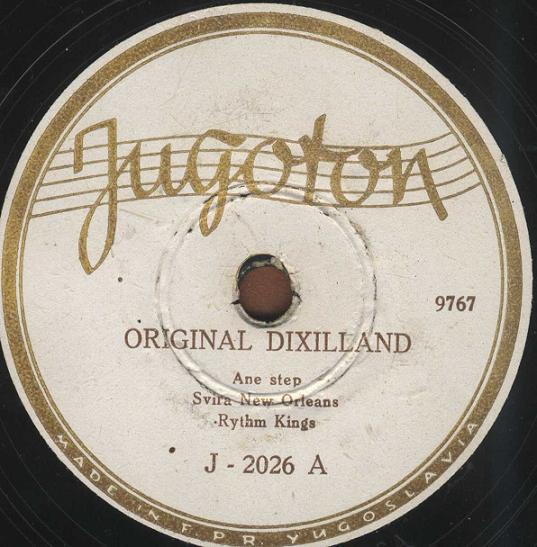 Jugoton
9767
ORIGINAL DIXILLAND
Ane step
Svira New Orleans
Rythm Kings
J - 2026 A
MADE IN F.P.R. YUGOSLAVIA